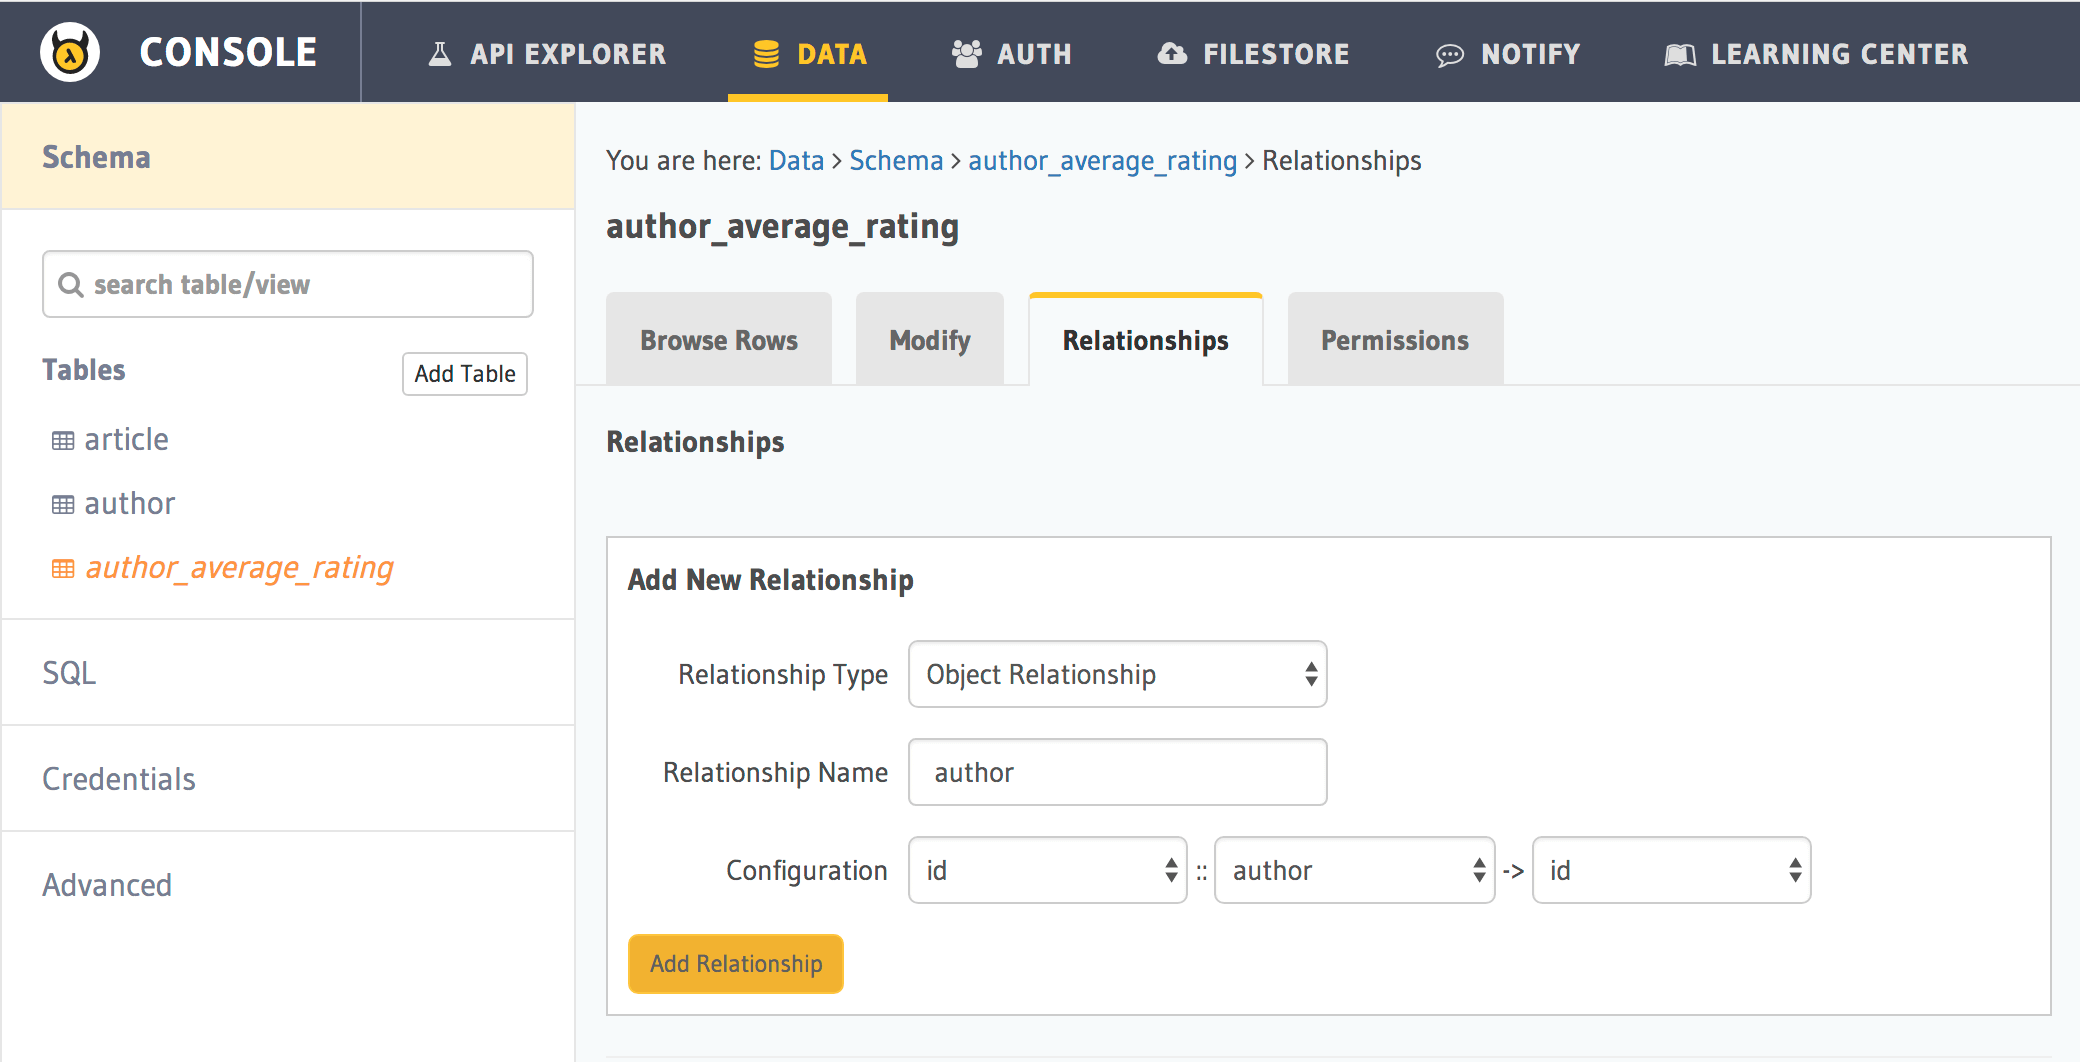 CONSOLE API EXPLORER DATA AUTH FILESTORE NOTIFY LEARNING CENTER
Schema
search table/view
Tables Add Table
article
author
author_average_rating
SQL
Credentials
Advanced
You are here: Data > Schema > author_average_rating > Relationships
author_average_rating
Browse Rows Modify Relationships Permissions
Relationships
Add New Relationship
Relationship Type Object Relationship
Relationship Name author
Configuration id :: author -> id
Add Relationship